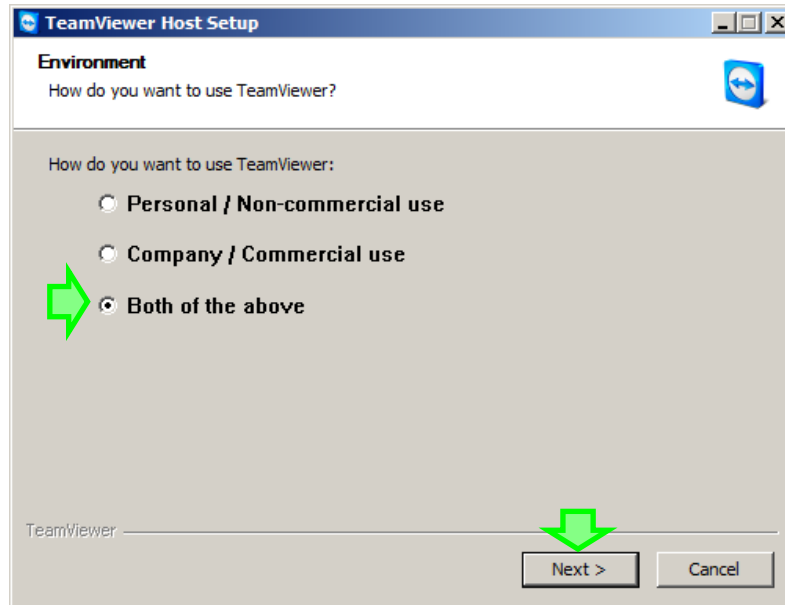 TeamViewer Host Setup
Environment
How do you want to use TeamViewer?
How do you want to use TeamViewer:
Personal / Non-commercial use
Company / Commercial use
Both of the above
TeamViewer
Next >
Cancel